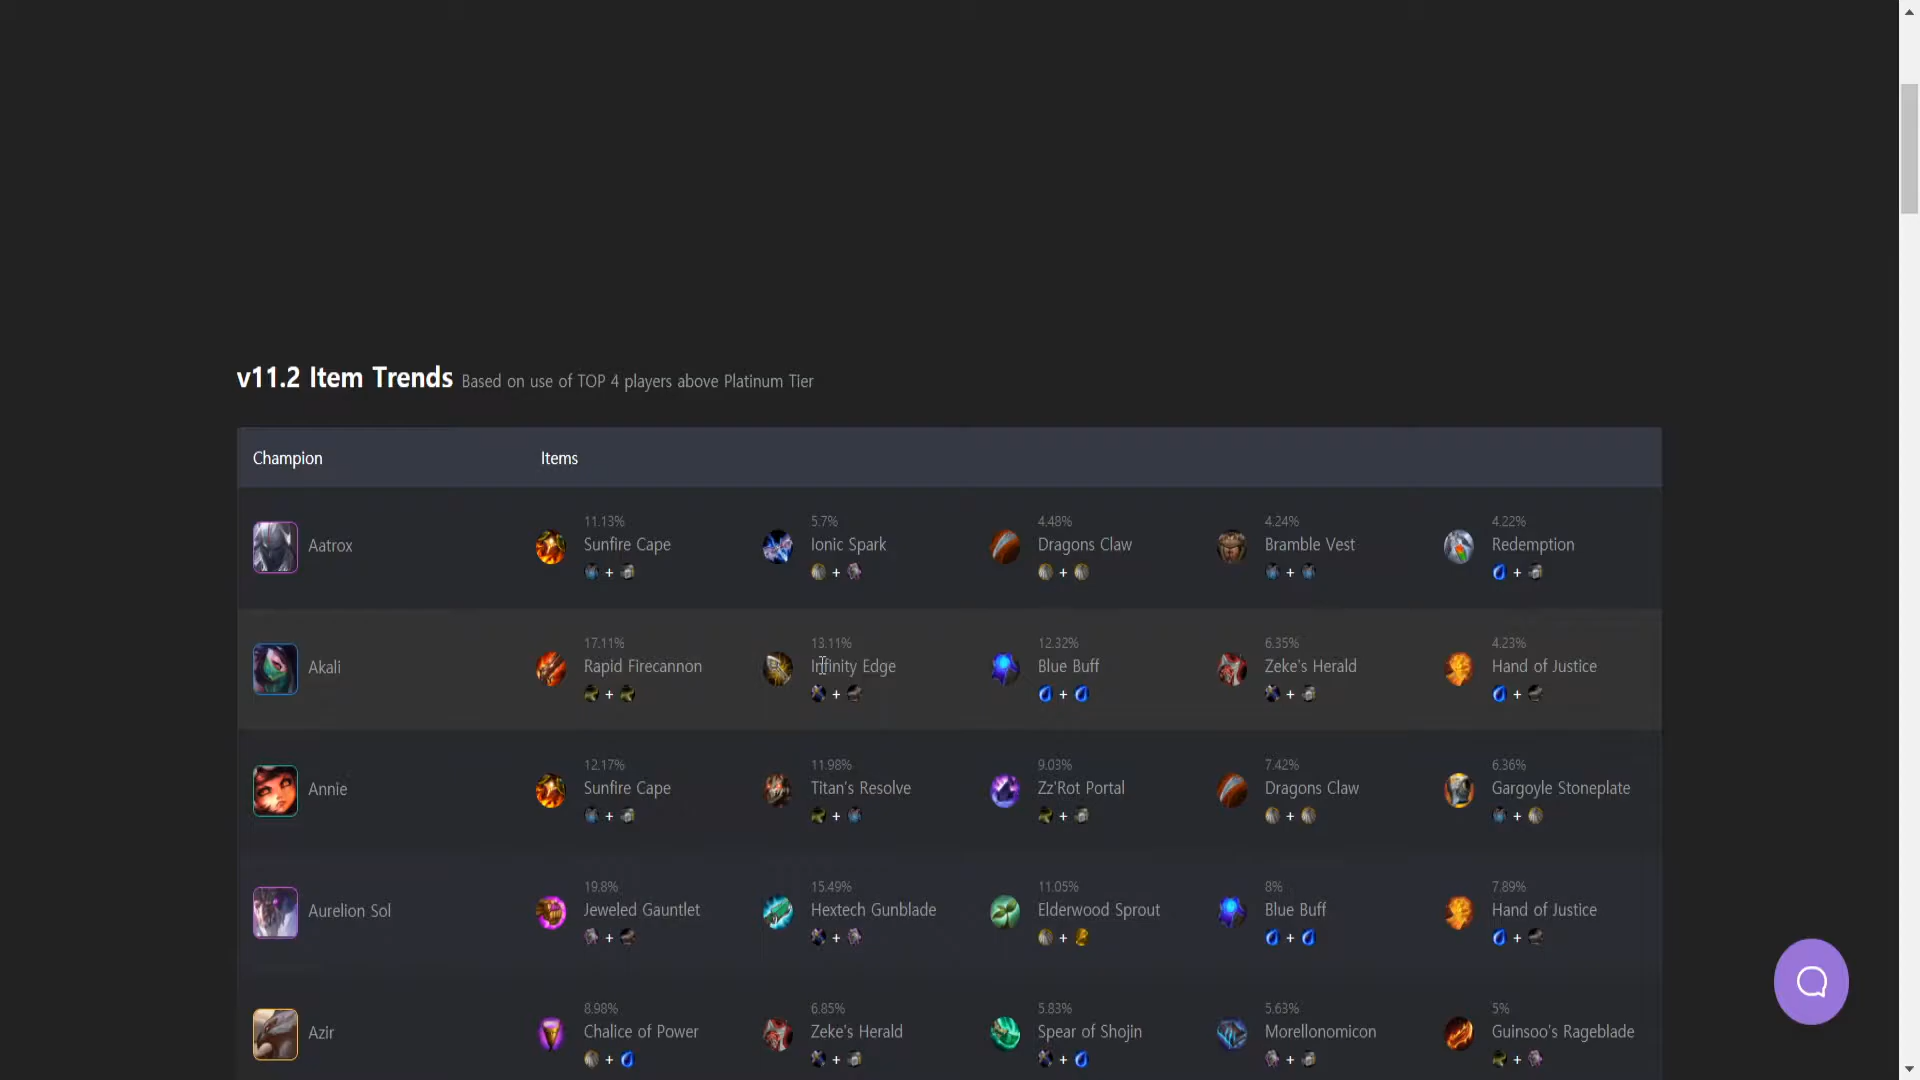 v11.2 Item Trends Based on use of TOP 4 players above Platinum Tier
Champion Items
Aatrox
11.13% 5.7% 4.48% 4.24% 4.22%
Sunfire Cape Ionic Spark Dragons Claw Bramble Vest Redemption
+ + + + +
Akali
17.11% 13.11% 12.32% 6.35% 4.23%
Rapid Firecannon Infinity Edge Blue Buff Zeke's Herald Hand of Justice
+ + + + +
Annie
12.17% 11.98% 9.03% 7.42% 6.36%
Sunfire Cape Titan's Resolve Zz'Rot Portal Dragons Claw Gargoyle Stoneplate
+ + + + +
Aurelion Sol
19.8% 15.49% 11.05% 8% 7.89%
Jeweled Gauntlet Hextech Gunblade Elderwood Sprout Blue Buff Hand of Justice
+ + + + +
Azir
8.98% 6.85% 5.83% 5.63% 5%
Chalice of Power Zeke's Herald Spear of Shojin Morellonomicon Guinsoo's Rageblade
+ + + + +